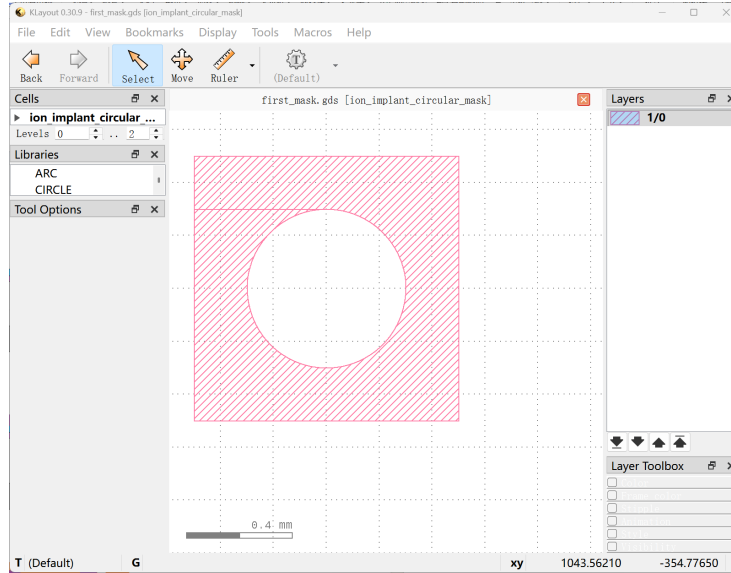 KLayout 0.30.9 - first_mask.gds [ion_implant_circular_mask]
File Edit View Bookmarks Display Tools Macros Help
Back Forward Select Move Ruler (Default)
Cells
ion_implant_circular_...
Levels 0 .. 2
Libraries
ARC
CIRCLE
Tool Options
first_mask.gds [ion_implant_circular_mask]
0.4 mm
Layers
1/0
Layer Toolbox
T (Default) G xy 1043.56210 -354.77650